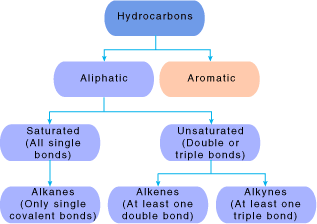 Hydrocarbons
Aliphatic
Aromatic
Saturated
(All single
bonds)
Unsaturated
(Double or
triple bonds)
Alkanes
(Only single
covalent bonds)
Alkenes
(At least one
double bond)
Alkynes
(At least one
triple bond)